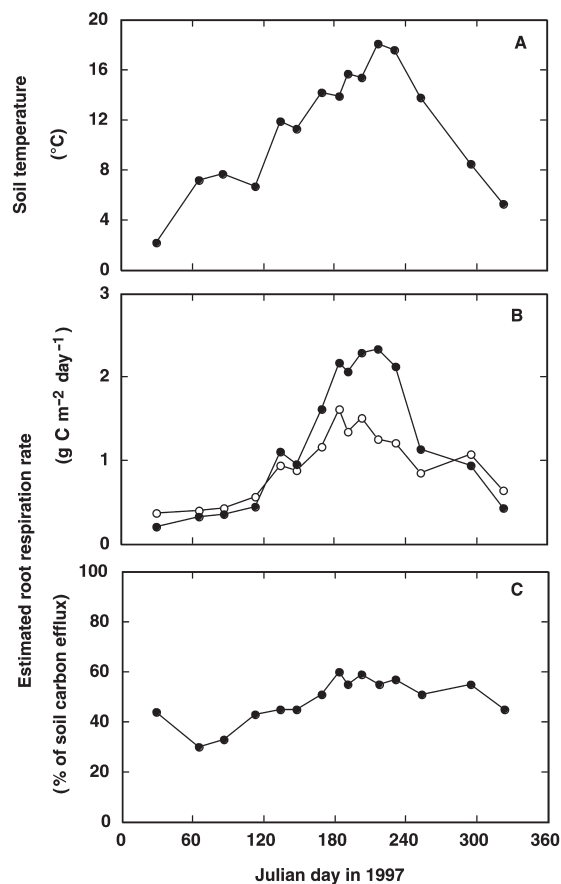 A
Soil temperature
(°C)
20
16
12
8
4
0
B
Estimated root respiration rate
(g C m⁻² day⁻¹)
3
2
1
0
C
(% of soil carbon efflux)
100
80
60
40
20
0
0 60 120 180 240 300 360
Julian day in 1997